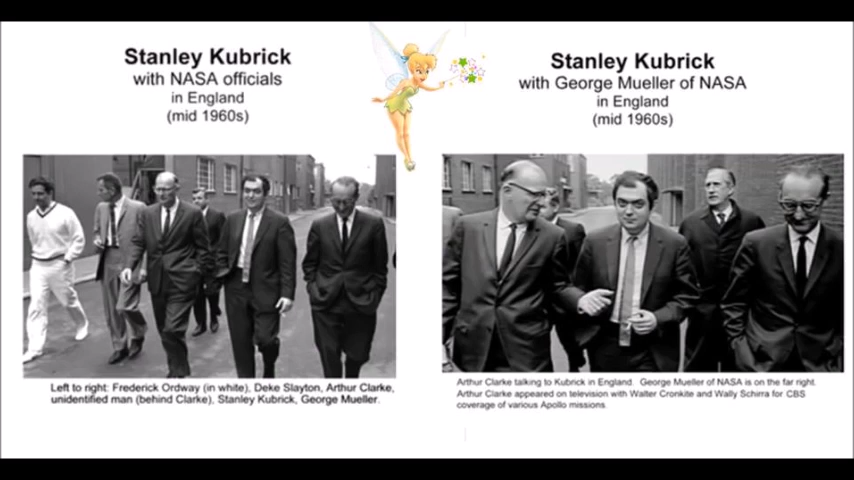 Stanley Kubrick
with NASA officials
in England
(mid 1960s)
Left to right: Frederick Ordway (in white), Deke Slayton, Arthur Clarke,
unidentified man (behind Clarke), Stanley Kubrick, George Mueller.
Stanley Kubrick
with George Mueller of NASA
in England
(mid 1960s)
Arthur Clarke talking to Kubrick in England. George Mueller of NASA is on the far right.
Arthur Clarke appeared on television with Walter Cronkite and Wally Schirra for CBS
coverage of various Apollo missions.